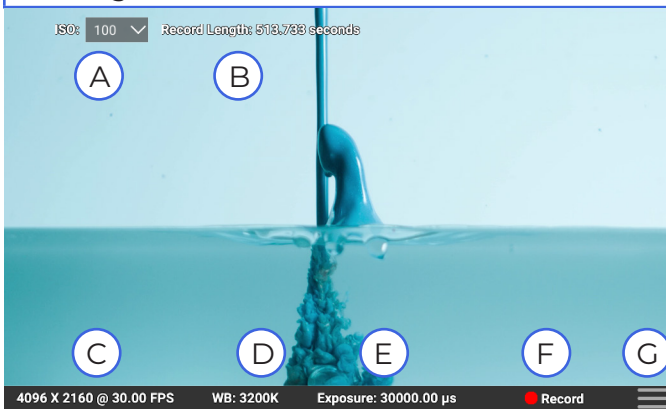 ISO: 100 Record Length: 513.733 seconds
A B
C D E F G
4096 X 2160 @ 30.00 FPS WB: 3200K Exposure: 30000.00 µs Record